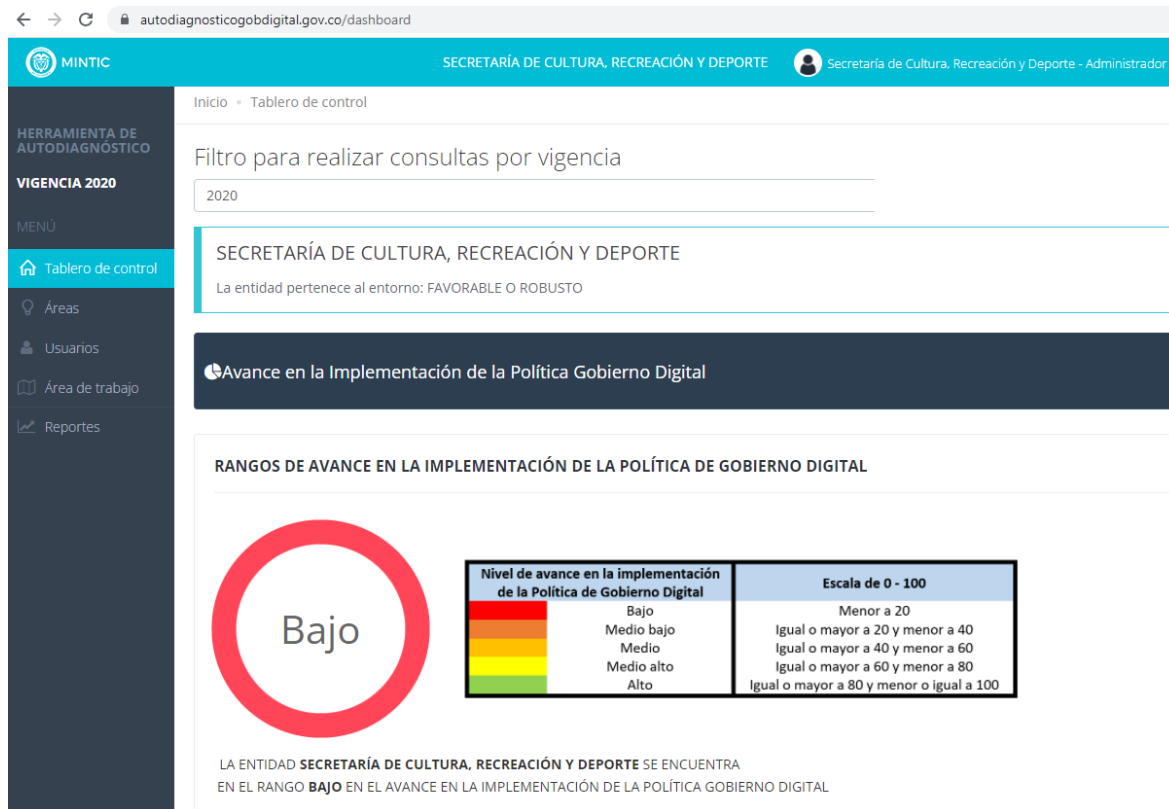 autodiagnosticogobdigital.gov.co/dashboard
MINTIC
SECRETARÍA DE CULTURA, RECREACIÓN Y DEPORTE
Secretaría de Cultura, Recreación y Deporte - Administrador
Inicio
Tablero de control
HERRAMIENTA DE
AUTODIAGNÓSTICO
VIGENCIA 2020
MENÚ
Tablero de control
Áreas
Usuarios
Área de trabajo
Reportes
Filtro para realizar consultas por vigencia
2020
SECRETARÍA DE CULTURA, RECREACIÓN Y DEPORTE
La entidad pertenece al entorno: FAVORABLE O ROBUSTO
Avance en la Implementación de la Política Gobierno Digital
RANGOS DE AVANCE EN LA IMPLEMENTACIÓN DE LA POLÍTICA DE GOBIERNO DIGITAL
Bajo
Nivel de avance en la implementación
de la Política de Gobierno Digital
Escala de 0 - 100
Bajo Menor a 20
Medio bajo Igual o mayor a 20 y menor a 40
Medio Igual o mayor a 40 y menor a 60
Medio alto Igual o mayor a 60 y menor a 80
Alto Igual o mayor a 80 y menor o igual a 100
LA ENTIDAD SECRETARÍA DE CULTURA, RECREACIÓN Y DEPORTE SE ENCUENTRA
EN EL RANGO BAJO EN EL AVANCE EN LA IMPLEMENTACIÓN DE LA POLÍTICA GOBIERNO DIGITAL